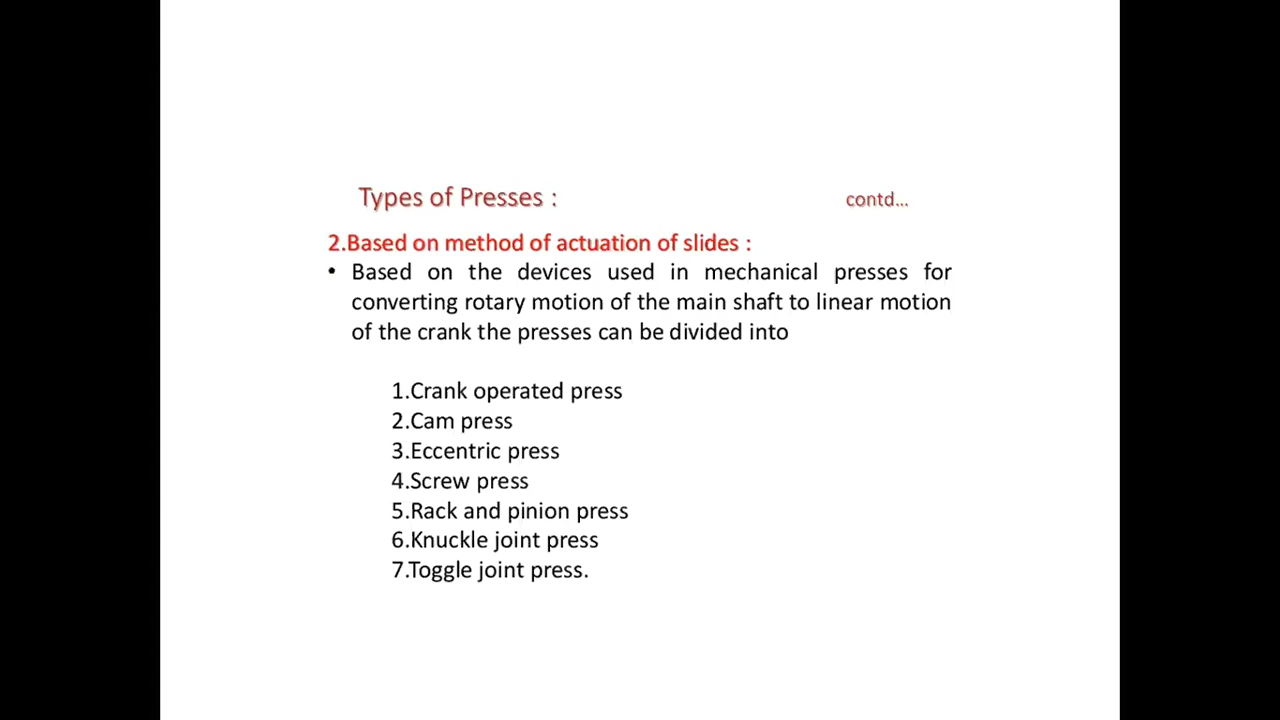 Types of Presses :
contd...
2.Based on method of actuation of slides :
• Based on the devices used in mechanical presses for
converting rotary motion of the main shaft to linear motion
of the crank the presses can be divided into
1.Crank operated press
2.Cam press
3.Eccentric press
4.Screw press
5.Rack and pinion press
6.Knuckle joint press
7.Toggle joint press.